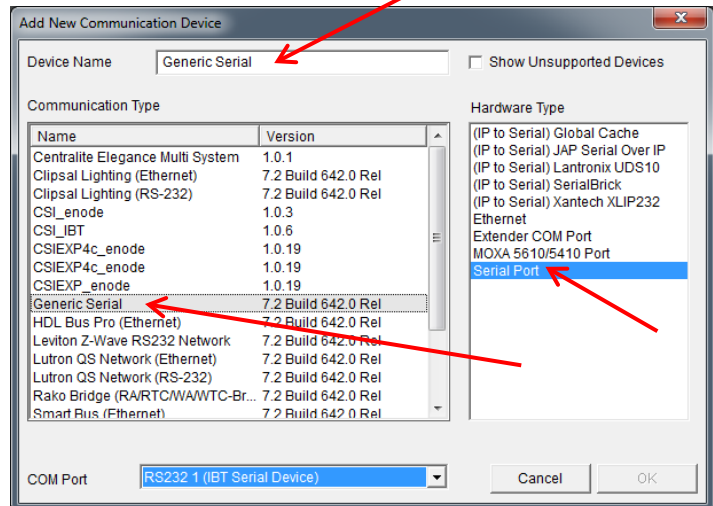 Add New Communication Device
Device Name
Generic Serial
Show Unsupported Devices
Communication Type
Name Version
Centralite Elegance Multi System 1.0.1
Clipsal Lighting (Ethernet) 7.2 Build 642.0 Rel
Clipsal Lighting (RS-232) 7.2 Build 642.0 Rel
CSI_enode 1.0.3
CSI_IBT 1.0.6
CSIEXP4c_enode 1.0.19
CSIEXP4c_enode 1.0.19
CSIEXP_enode 1.0.19
Generic Serial 7.2 Build 642.0 Rel
HDL Bus Pro (Ethernet) 7.2 Build 642.0 Rel
Leviton Z-Wave RS232 Network 7.2 Build 642.0 Rel
Lutron QS Network (Ethernet) 7.2 Build 642.0 Rel
Lutron QS Network (RS-232) 7.2 Build 642.0 Rel
Rako Bridge (RA/RTC/WA/WTC-Br... 7.2 Build 642.0 Rel
Smart Bus (Ethernet) 7.2 Build 642.0 Rel
Hardware Type
(IP to Serial) Global Cache
(IP to Serial) JAP Serial Over IP
(IP to Serial) Lantronix UDS10
(IP to Serial) SerialBrick
(IP to Serial) Xantech XLIP232
Ethernet
Extender COM Port
MOXA 5610/5410 Port
Serial Port
COM Port
RS232 1 (IBT Serial Device)
Cancel
OK